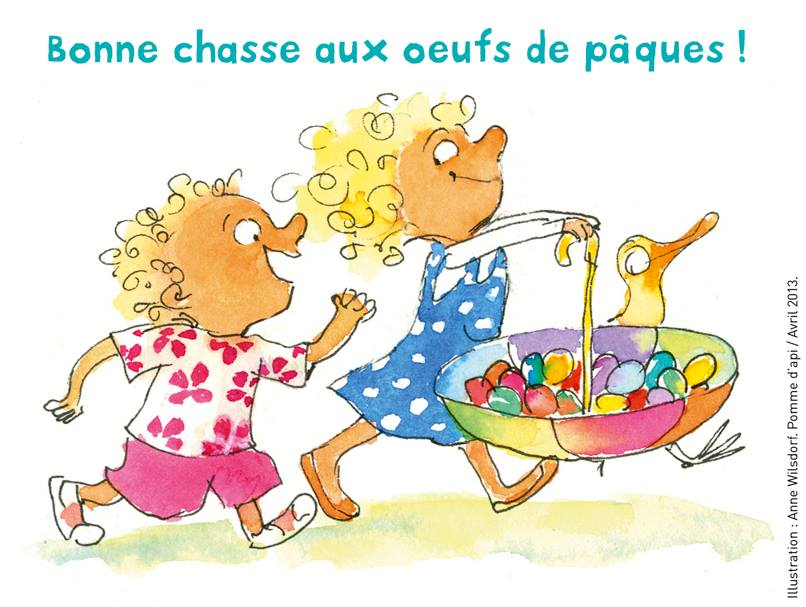 Bonne chasse aux oeufs de pâques !
Illustration : Anne Wilsdorf. Pomme d'api / Avril 2013.